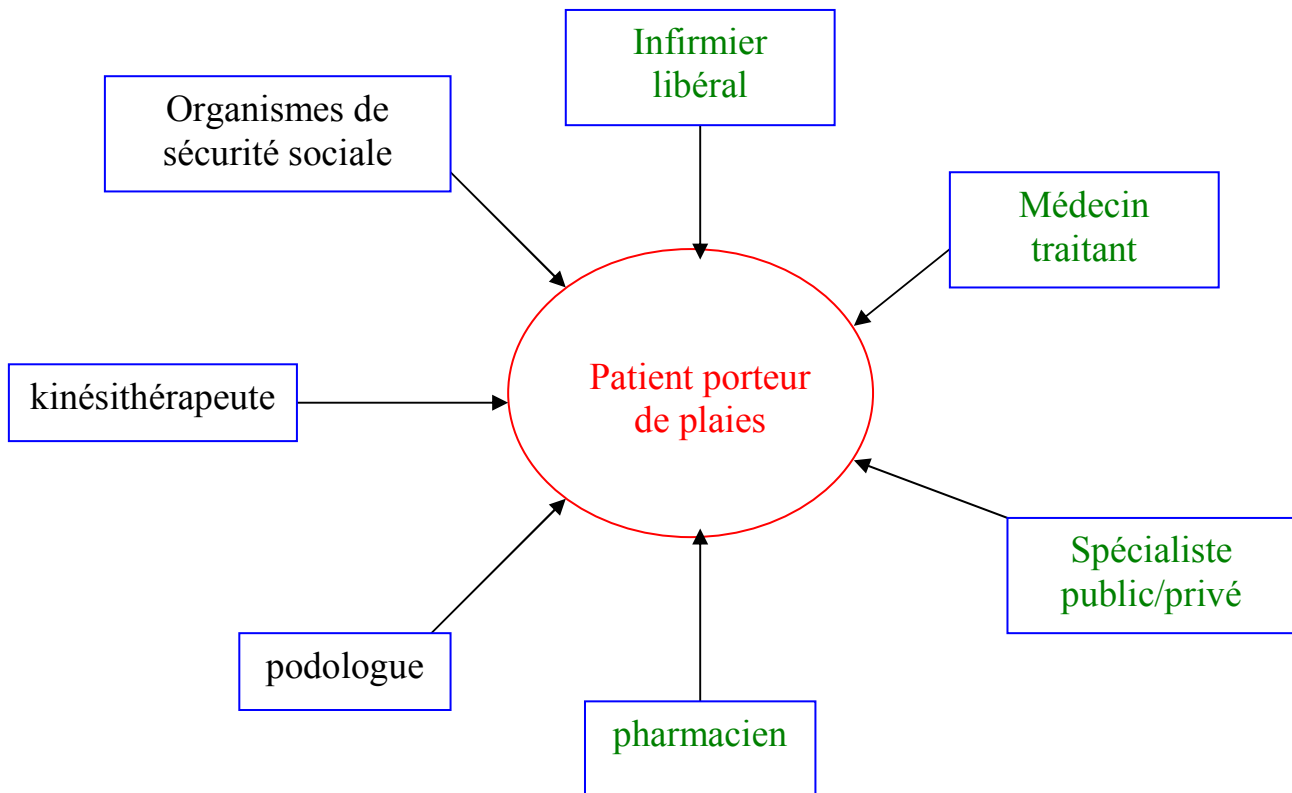 Infirmier
libéral
Organismes de
sécurité sociale
Médecin
traitant
kinésithérapeute
Patient porteur
de plaies
Spécialiste
public/privé
podologue
pharmacien